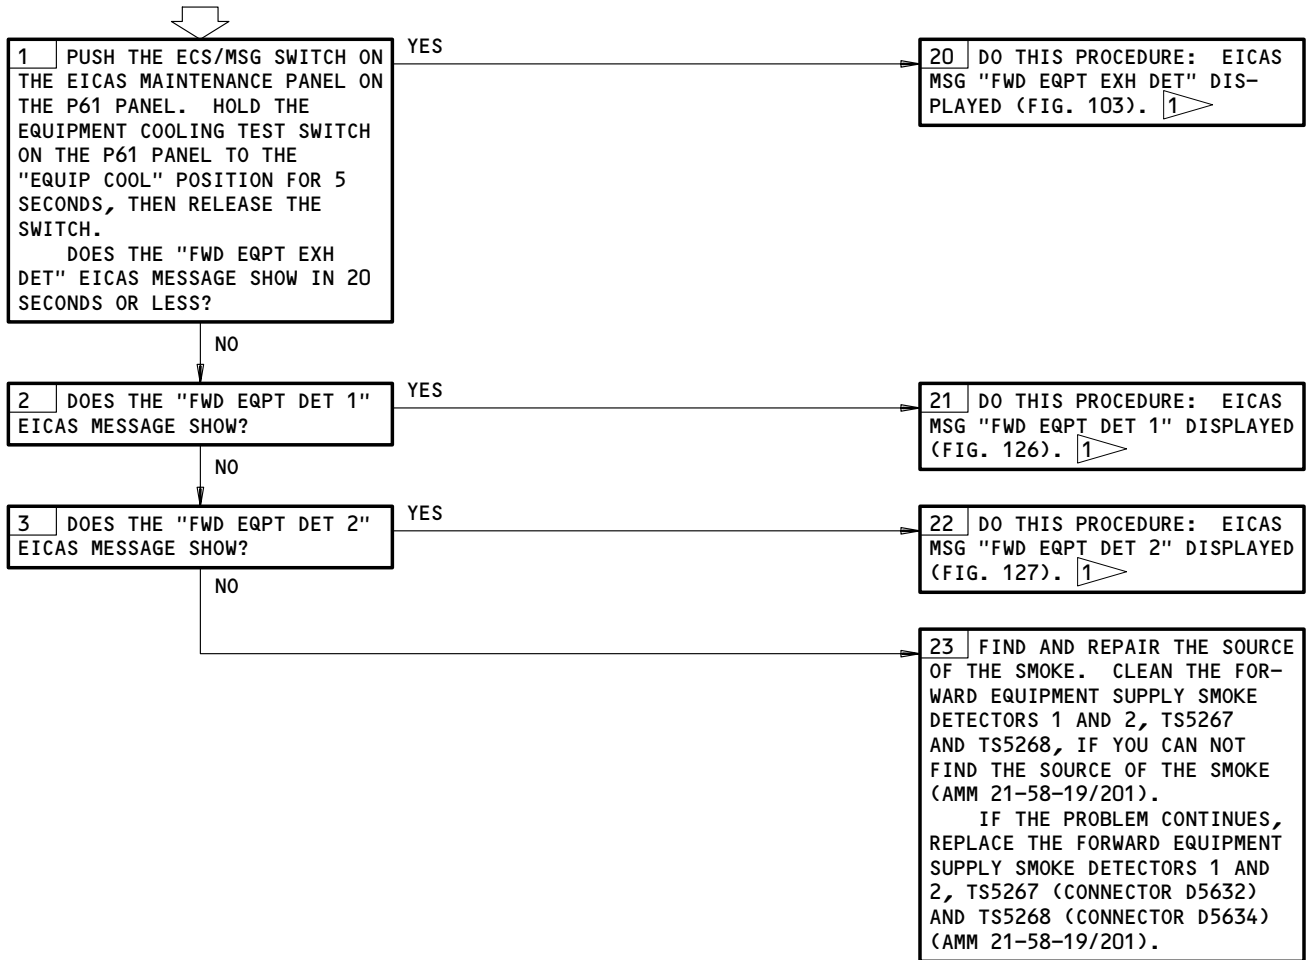 1 PUSH THE ECS/MSG SWITCH ON
THE EICAS MAINTENANCE PANEL ON
THE P61 PANEL. HOLD THE
EQUIPMENT COOLING TEST SWITCH
ON THE P61 PANEL TO THE
"EQUIP COOL" POSITION FOR 5
SECONDS, THEN RELEASE THE
SWITCH.
DOES THE "FWD EQPT EXH
DET" EICAS MESSAGE SHOW IN 20
SECONDS OR LESS?
YES
20 DO THIS PROCEDURE: EICAS
MSG "FWD EQPT EXH DET" DIS-
PLAYED (FIG. 103). 1
NO
2 DOES THE "FWD EQPT DET 1"
EICAS MESSAGE SHOW?
YES
21 DO THIS PROCEDURE: EICAS
MSG "FWD EQPT DET 1" DISPLAYED
(FIG. 126). 1
NO
3 DOES THE "FWD EQPT DET 2"
EICAS MESSAGE SHOW?
YES
22 DO THIS PROCEDURE: EICAS
MSG "FWD EQPT DET 2" DISPLAYED
(FIG. 127). 1
NO
23 FIND AND REPAIR THE SOURCE
OF THE SMOKE. CLEAN THE FOR-
WARD EQUIPMENT SUPPLY SMOKE
DETECTORS 1 AND 2, TS5267
AND TS5268, IF YOU CAN NOT
FIND THE SOURCE OF THE SMOKE
(AMM 21-58-19/201).
IF THE PROBLEM CONTINUES,
REPLACE THE FORWARD EQUIPMENT
SUPPLY SMOKE DETECTORS 1 AND
2, TS5267 (CONNECTOR D5632)
AND TS5268 (CONNECTOR D5634)
(AMM 21-58-19/201).